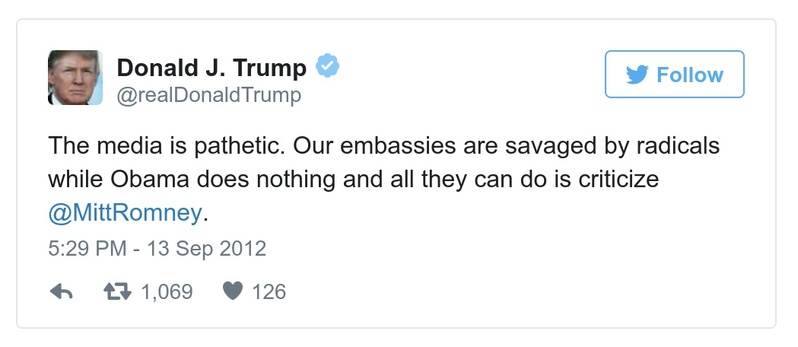 Donald J. Trump
@realDonaldTrump
Follow
The media is pathetic. Our embassies are savaged by radicals
while Obama does nothing and all they can do is criticize
@MittRomney.
5:29 PM - 13 Sep 2012
1,069 126